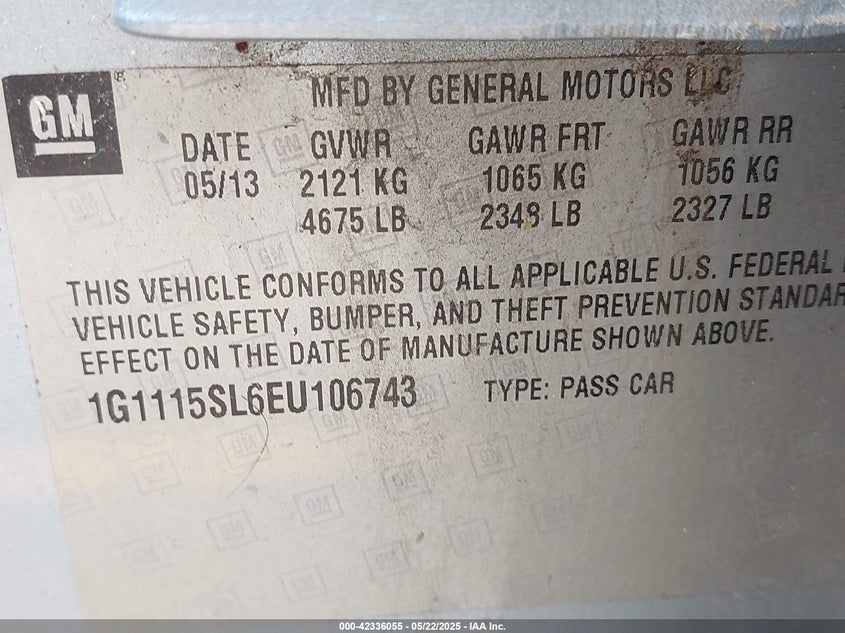 GM
MFD BY GENERAL MOTORS LLC
DATE GVWR GAWR FRT GAWR RR
05/13 2121 KG 1065 KG 1056 KG
4675 LB 2348 LB 2327 LB
THIS VEHICLE CONFORMS TO ALL APPLICABLE U.S. FEDERAL
VEHICLE SAFETY, BUMPER, AND THEFT PREVENTION STANDAR
EFFECT ON THE DATE OF MANUFACTURE SHOWN ABOVE.
1G1115SL6EU106743 TYPE: PASS CAR
000-42336055 - 05/22/2025 - IAA Inc.